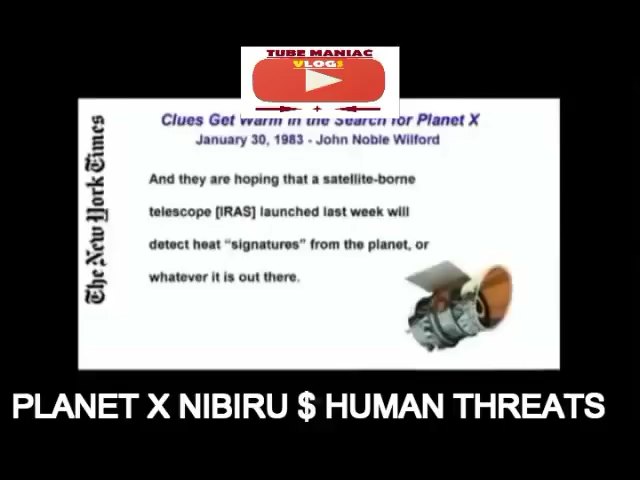 TUBE MANIAC
VLOGS
Clues Get Warm in the Search for Planet X
January 30, 1983 - John Noble Wilford
The New York Times
And they are hoping that a satellite-borne
telescope [IRAS] launched last week will
detect heat “signatures” from the planet, or
whatever it is out there.
PLANET X NIBIRU $ HUMAN THREATS